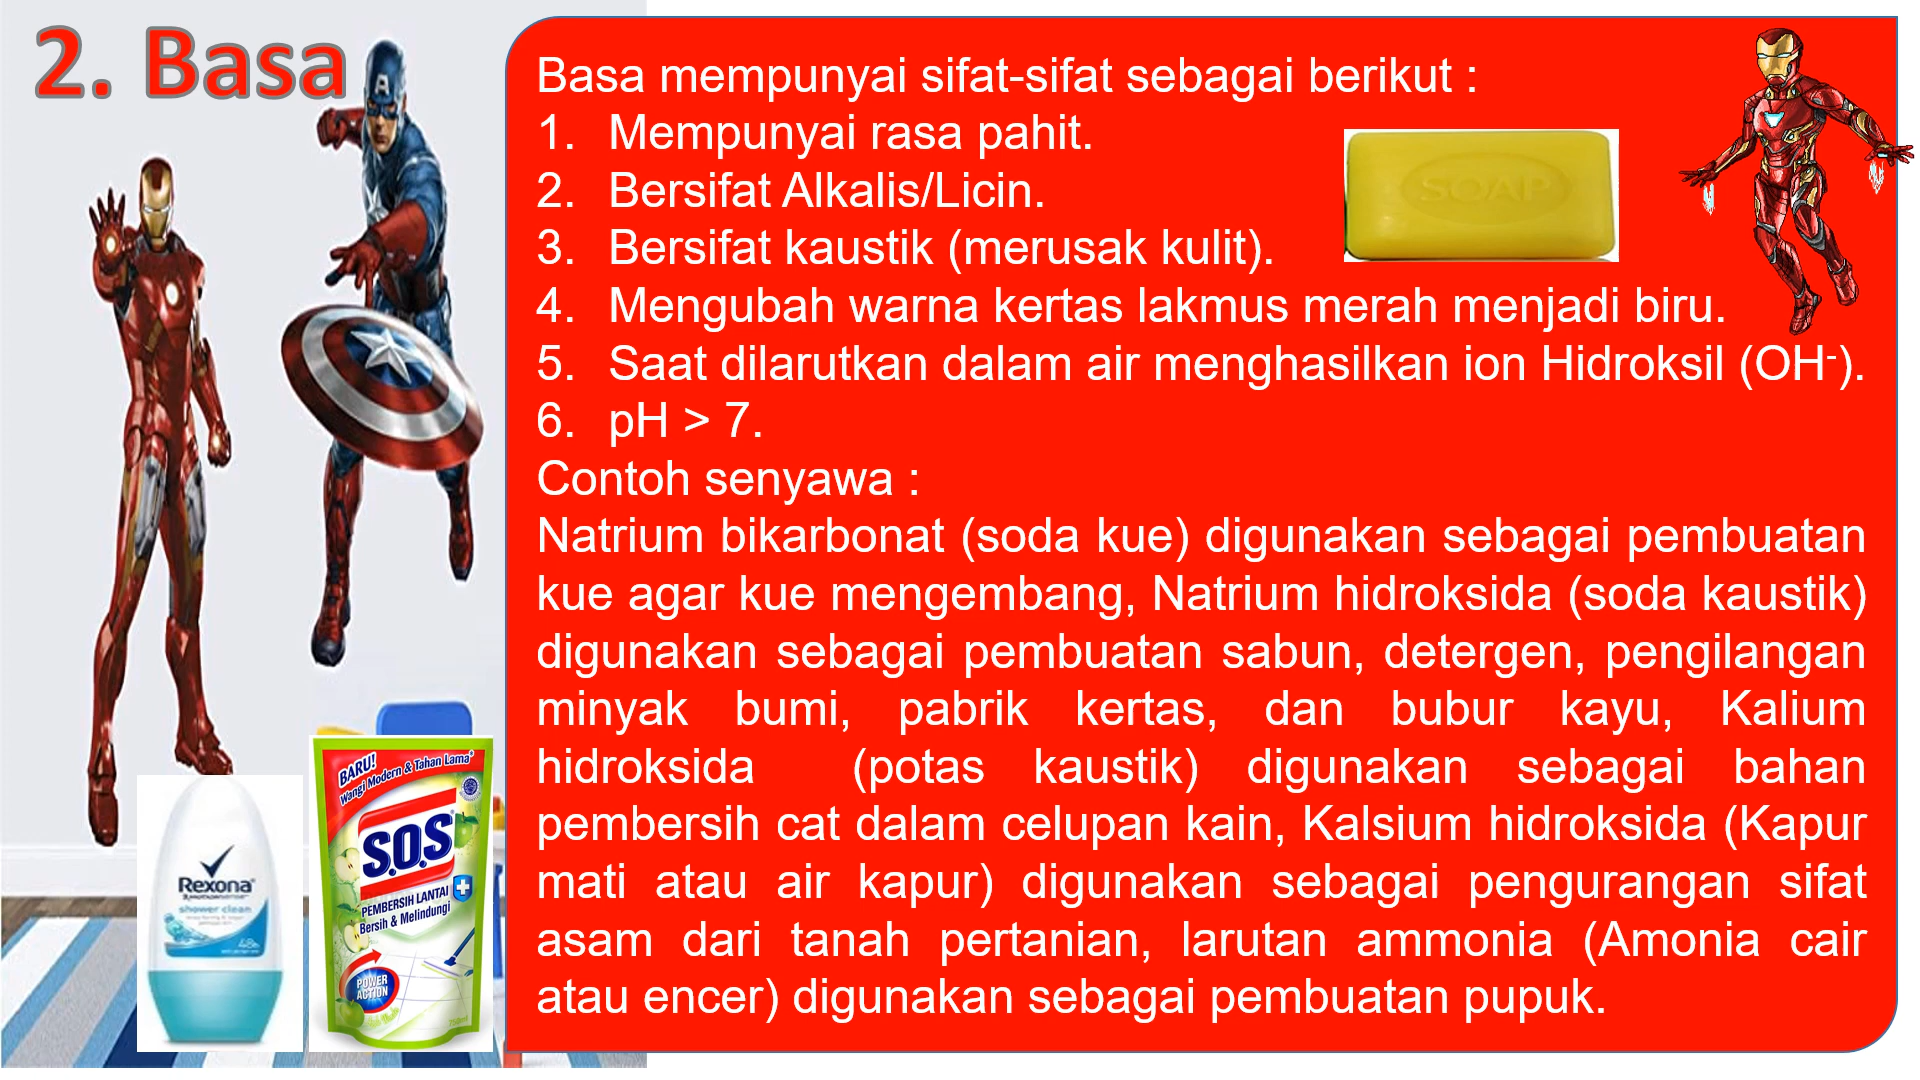 2. Basa
Basa mempunyai sifat-sifat sebagai berikut :
1. Mempunyai rasa pahit.
2. Bersifat Alkalis/Licin.
3. Bersifat kaustik (merusak kulit).
4. Mengubah warna kertas lakmus merah menjadi biru.
5. Saat dilarutkan dalam air menghasilkan ion Hidroksil (OH-).
6. pH > 7.
Contoh senyawa :
Natrium bikarbonat (soda kue) digunakan sebagai pembuatan
kue agar kue mengembang, Natrium hidroksida (soda kaustik)
digunakan sebagai pembuatan sabun, detergen, pengilangan
minyak bumi, pabrik kertas, dan bubur kayu, Kalium
hidroksida (potas kaustik) digunakan sebagai bahan
pembersih cat dalam celupan kain, Kalsium hidroksida (Kapur
mati atau air kapur) digunakan sebagai pengurangan sifat
asam dari tanah pertanian, larutan ammonia (Amonia cair
atau encer) digunakan sebagai pembuatan pupuk.
SOAP
A
Rexona
shower clean
48h
BARU!
Wangi Modern & Tahan Lama*
S.O.S
PEMBERSIH LANTAI
Bersih & Melindungi
POWER
ACTION
750ml